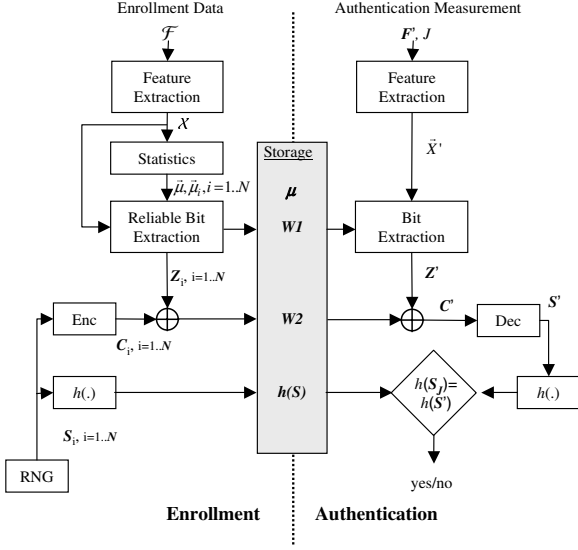 Enrollment Data
Authentication Measurement
ℱ
F', J
Feature
Extraction
Feature
Extraction
𝒳
X⃗'
Statistics
Storage
μ⃗, μ⃗ᵢ, i = 1..N
μ
Reliable Bit
Extraction
W1
Bit
Extraction
Zᵢ, i=1..N
Z'
Enc
W2
C'
Dec
S'
Cᵢ, i=1..N
h(.)
h(S)
h(S_J)=
h(S')
h(.)
Sᵢ, i=1..N
RNG
yes/no
Enrollment
Authentication